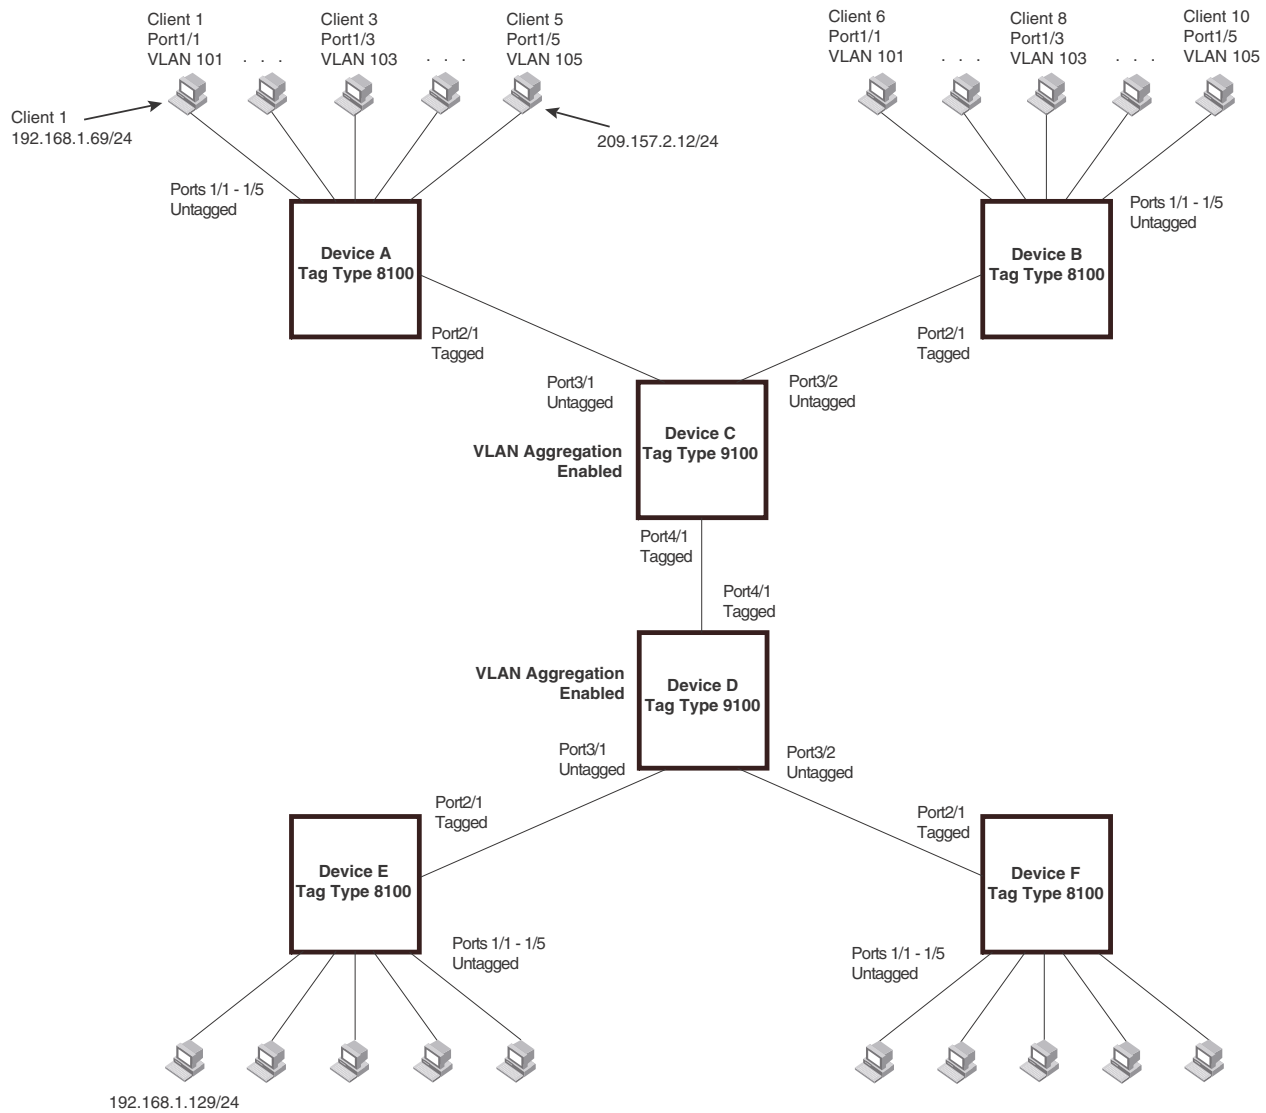 Client 1
Port1/1
VLAN 101
. . .
Client 3
Port1/3
VLAN 103
. . .
Client 5
Port1/5
VLAN 105
Client 6
Port1/1
VLAN 101
. . .
Client 8
Port1/3
VLAN 103
. . .
Client 10
Port1/5
VLAN 105
Client 1
192.168.1.69/24
209.157.2.12/24
Ports 1/1 - 1/5
Untagged
Ports 1/1 - 1/5
Untagged
Device A
Tag Type 8100
Device B
Tag Type 8100
Port2/1
Tagged
Port2/1
Tagged
Port3/1
Untagged
Port3/2
Untagged
Device C
Tag Type 9100
VLAN Aggregation
Enabled
Port4/1
Tagged
Port4/1
Tagged
VLAN Aggregation
Enabled
Device D
Tag Type 9100
Port3/1
Untagged
Port3/2
Untagged
Port2/1
Tagged
Port2/1
Tagged
Device E
Tag Type 8100
Device F
Tag Type 8100
Ports 1/1 - 1/5
Untagged
Ports 1/1 - 1/5
Untagged
192.168.1.129/24